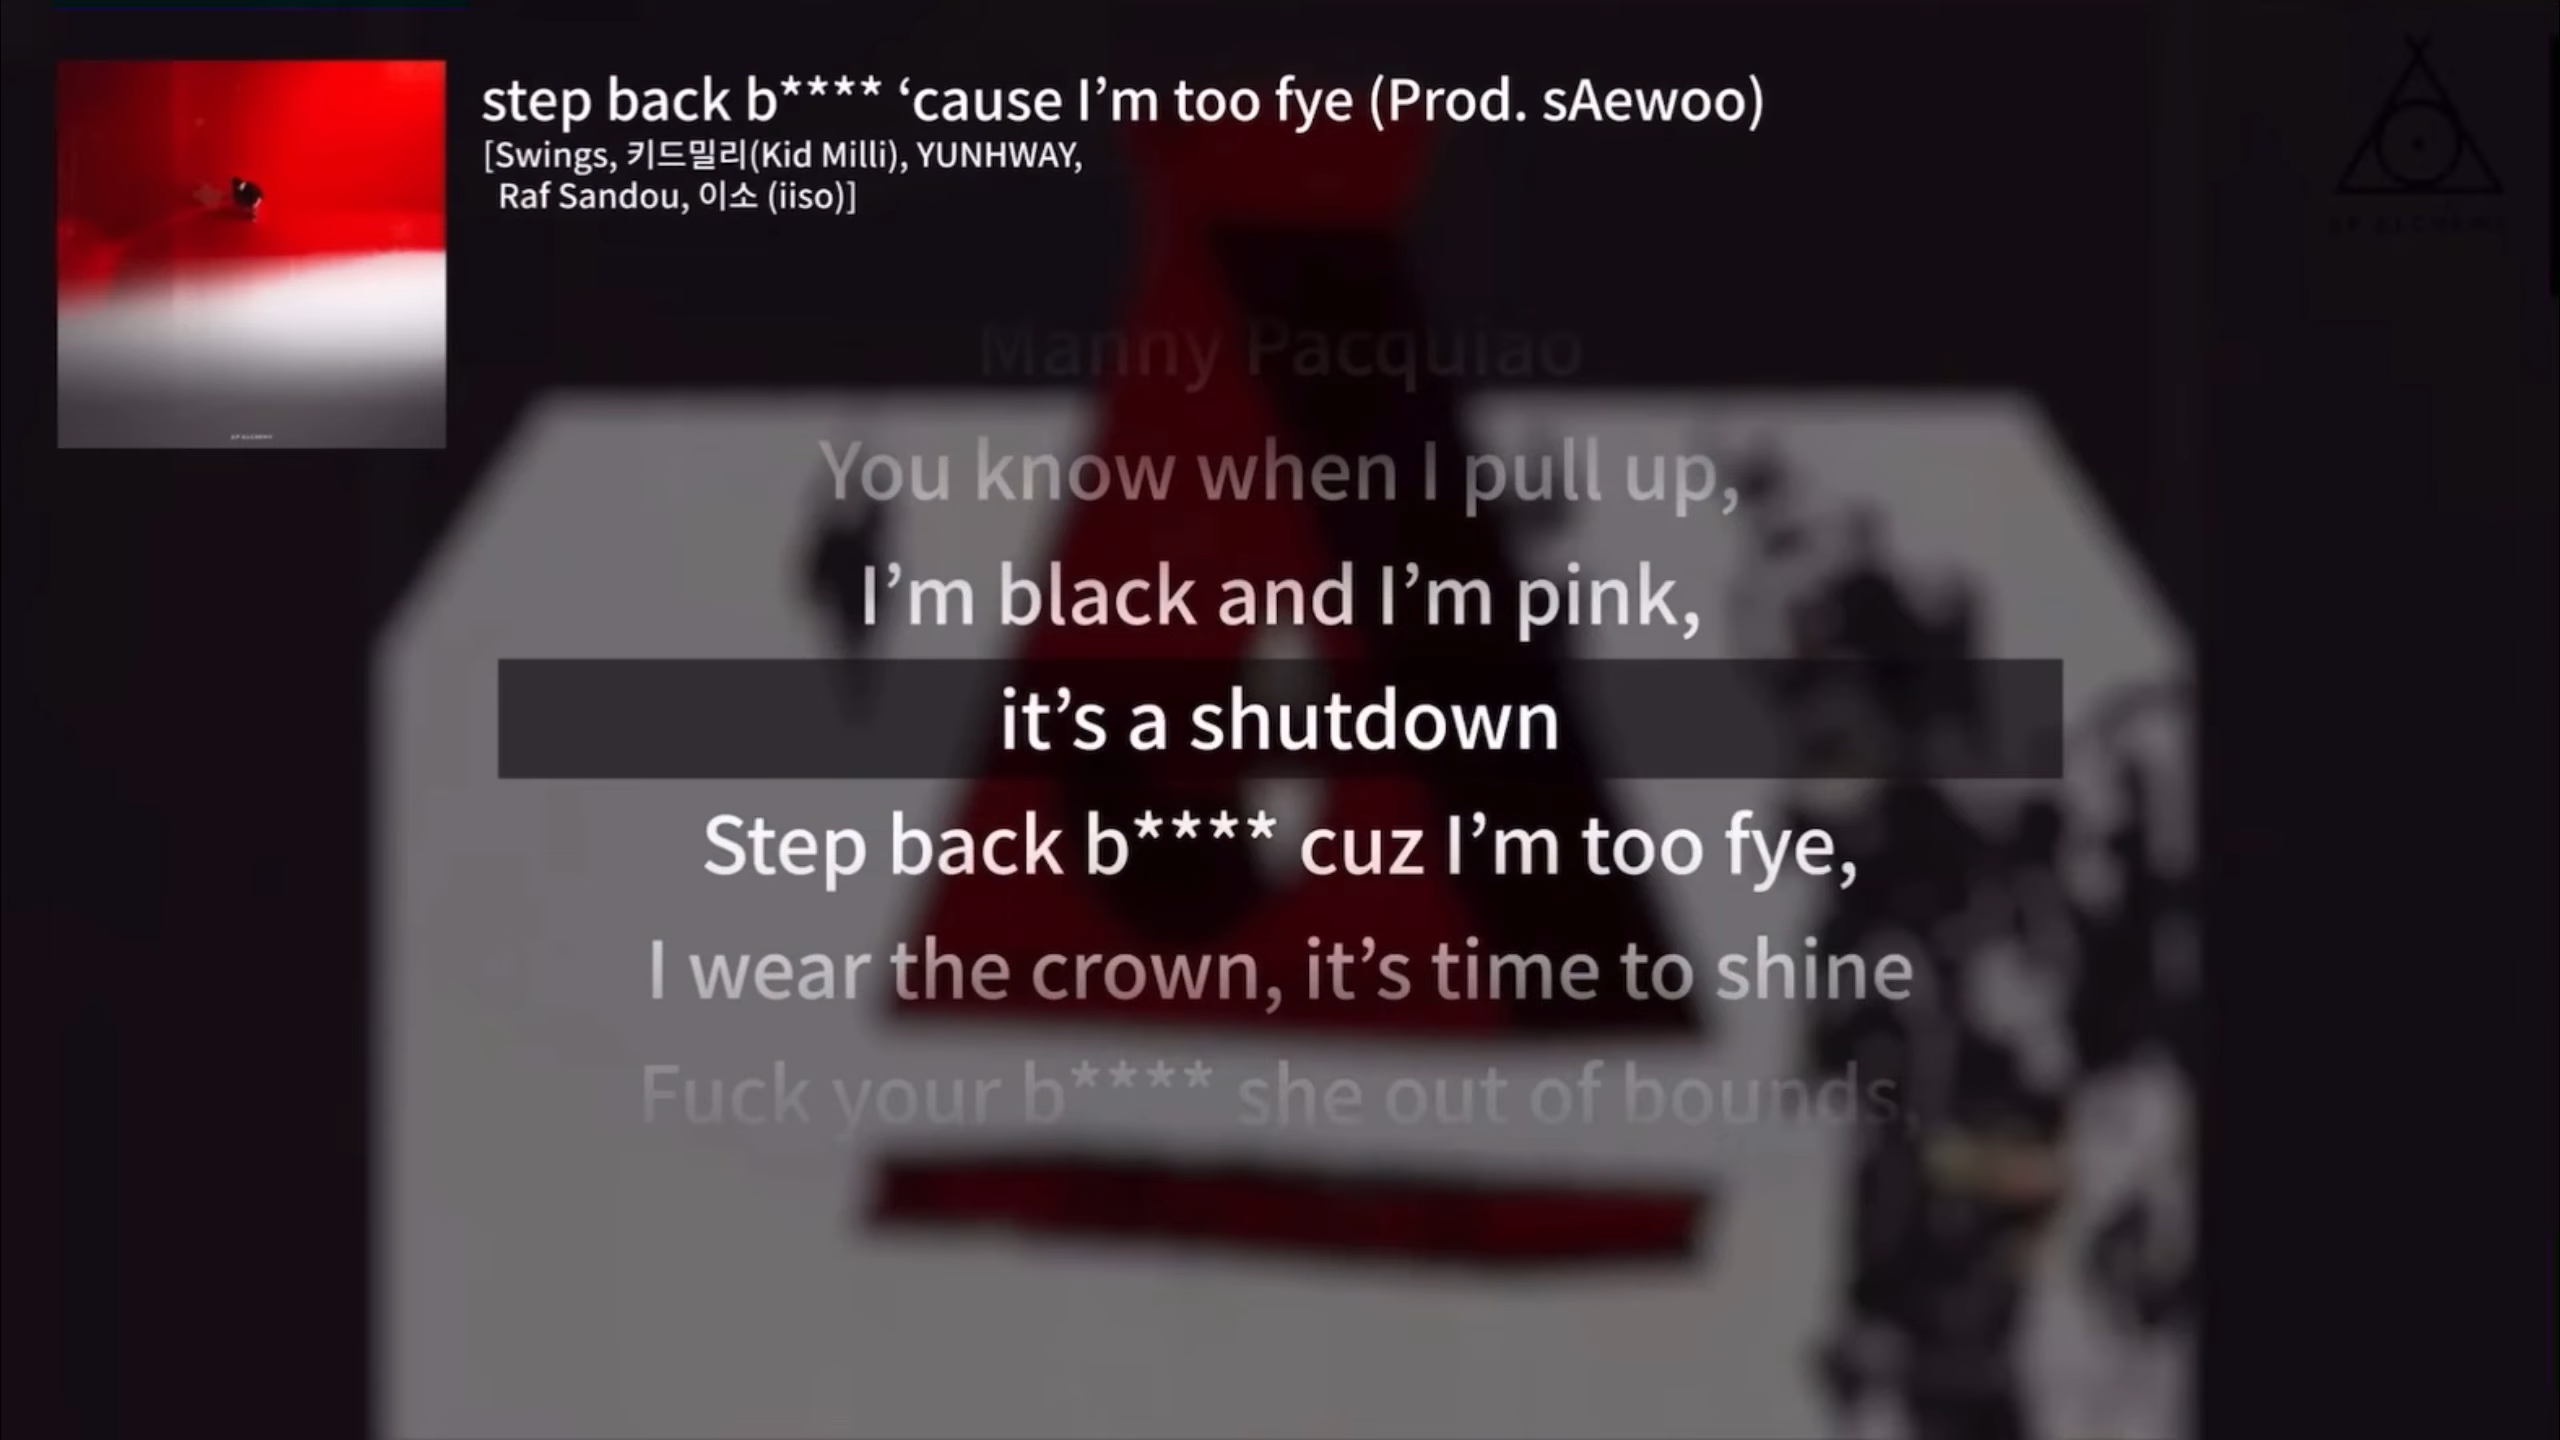 step back b**** ‘cause I’m too fye (Prod. sAewoo)
[Swings, 키드밀리(Kid Milli), YUNHWAY,
Raf Sandou, 이소 (iiso)]
Manny Pacquiao
You know when I pull up,
I’m black and I’m pink,
it’s a shutdown
Step back b**** cuz I’m too fye,
I wear the crown, it’s time to shine
Fuck your b**** she out of bounds,